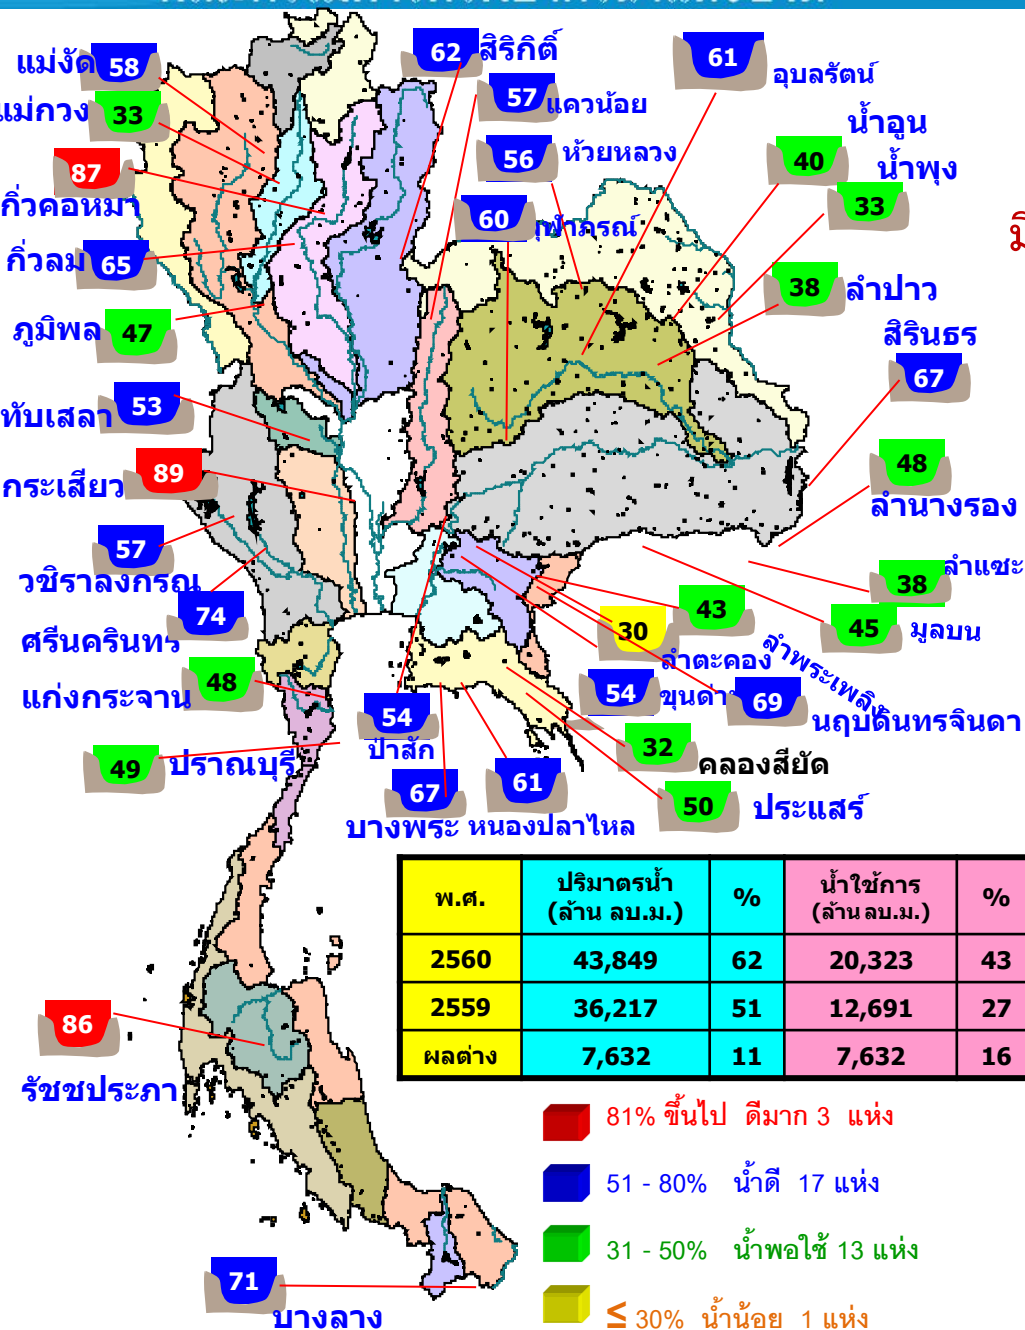 62 สิริกิติ์
61 อุบลรัตน์
แม่งัด 58
57 แควน้อย
แม่กวง 33
น้ำอูน
56 ห้วยหลวง
40 น้ำพุง
87
กิ่วคอหมา
33
60 จุฬาภรณ์
กิ่วลม 65
38 ลำปาว
ภูมิพล 47
สิรินธร
67
ทับเสลา 53
กระเสียว 89
48
ลำนางรอง
57
วชิราลงกรณ
ลำแซะ
38
74
43
ศรีนครินทร์
30
45 มูลบน
ลำตะคอง
ลำพระเพลิง
แก่งกระจาน 48
54 ขุนด่าน
69 นฤบดินทรจินดา
54
ป่าสัก
32 คลองสียัด
49 ปราณบุรี
67
61
50 ประแสร์
บางพระ หนองปลาไหล
พ.ศ. ปริมาตรน้ำ (ล้าน ลบ.ม.) % น้ำใช้การ (ล้าน ลบ.ม.) %
2560 43,849 62 20,323 43
2559 36,217 51 12,691 27
ผลต่าง 7,632 11 7,632 16
86
รัชชประภา
81% ขึ้นไป ดีมาก 3 แห่ง
51 - 80% น้ำดี 17 แห่ง
31 - 50% น้ำพอใช้ 13 แห่ง
≤ 30% น้ำน้อย 1 แห่ง
71
บางลาง